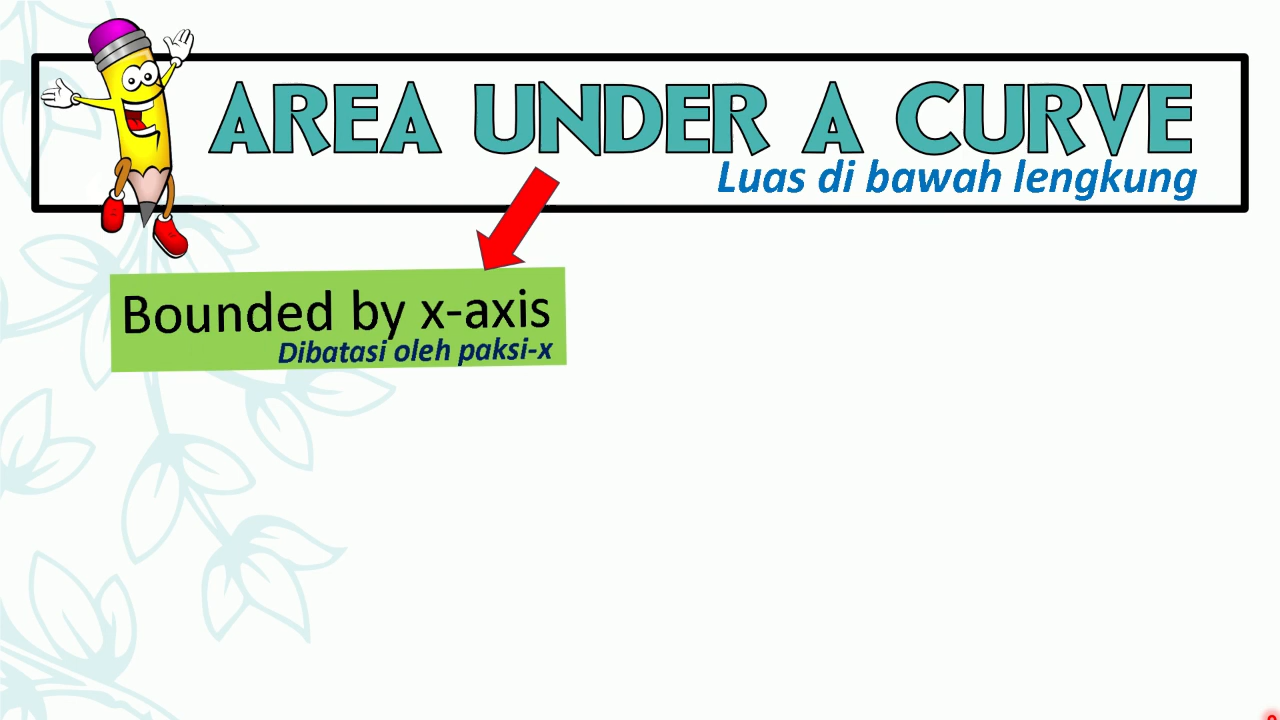 AREA UNDER A CURVE
Luas di bawah lengkung
Bounded by x-axis
Dibatasi oleh paksi-x